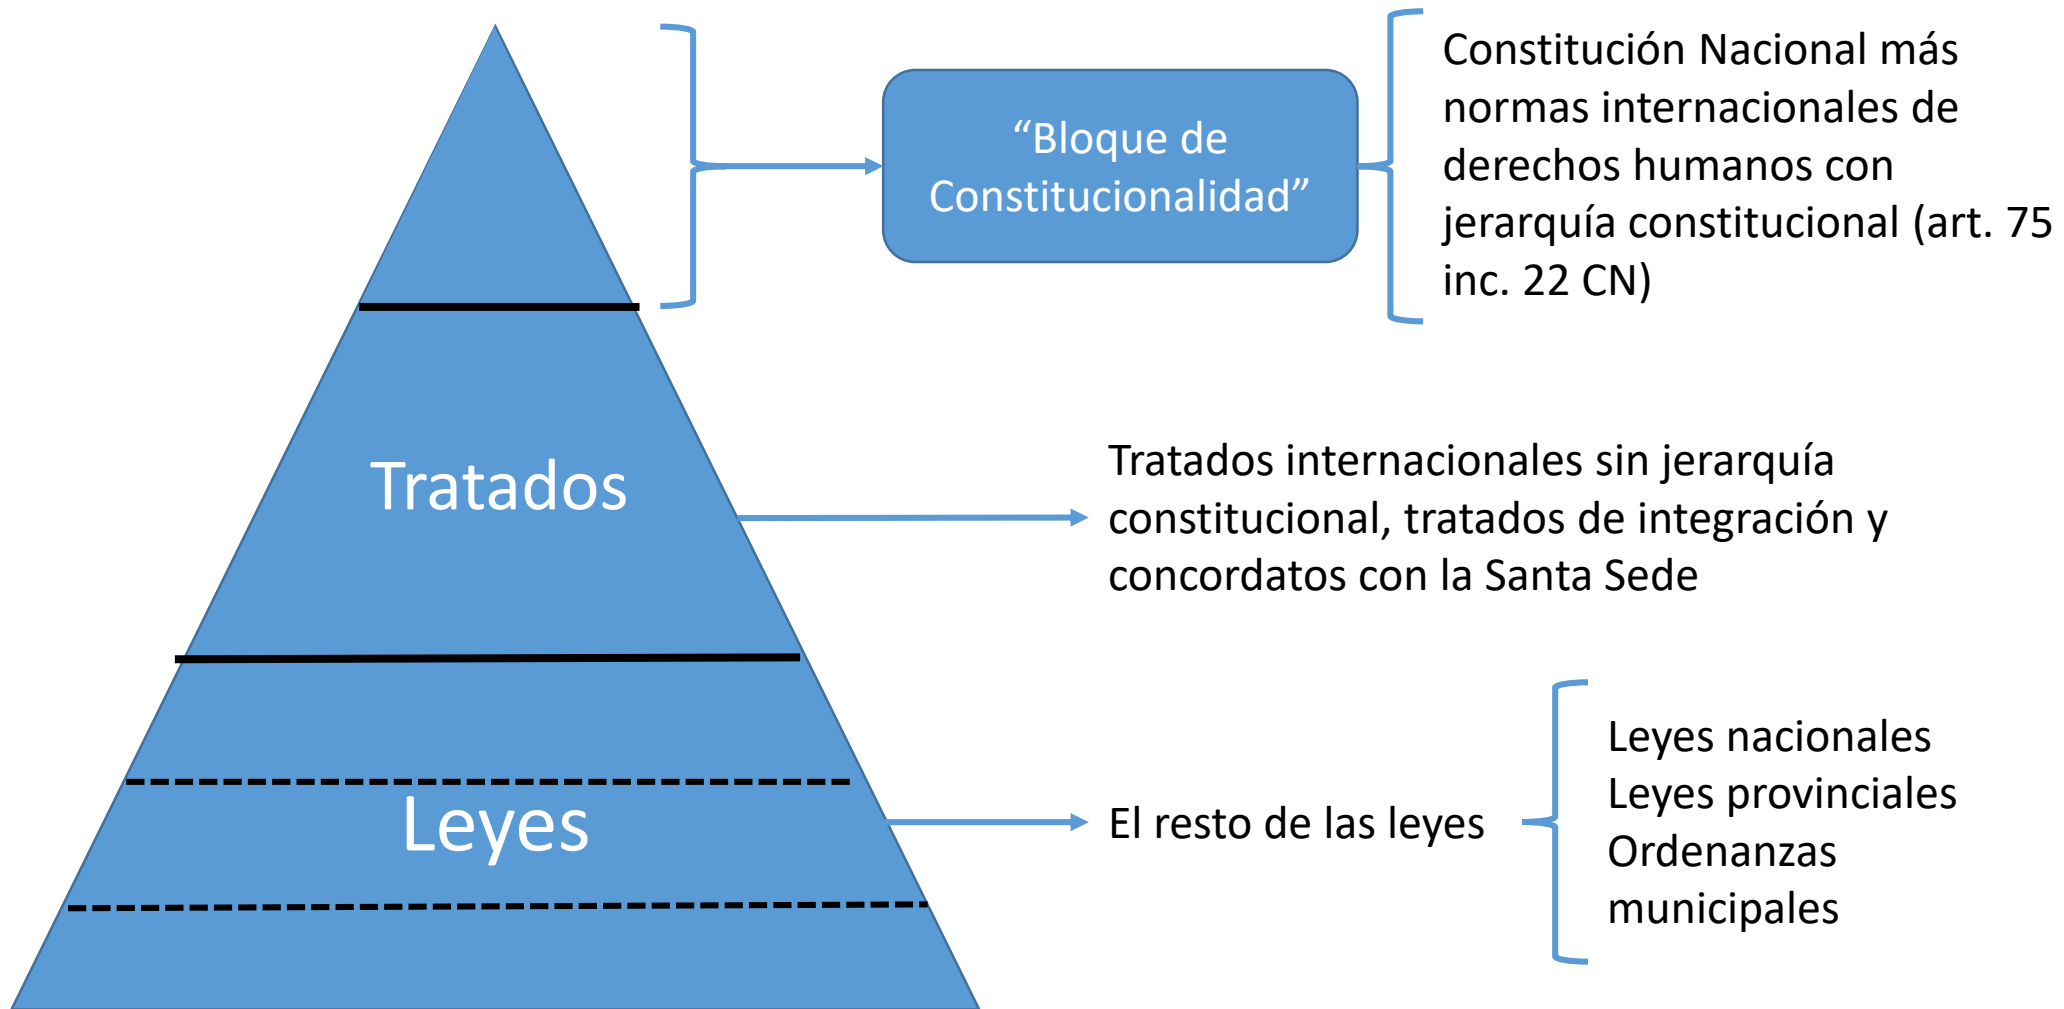 “Bloque de
Constitucionalidad”
Constitución Nacional más
normas internacionales de
derechos humanos con
jerarquía constitucional (art. 75
inc. 22 CN)
Tratados
Tratados internacionales sin jerarquía
constitucional, tratados de integración y
concordatos con la Santa Sede
Leyes
El resto de las leyes
Leyes nacionales
Leyes provinciales
Ordenanzas
municipales